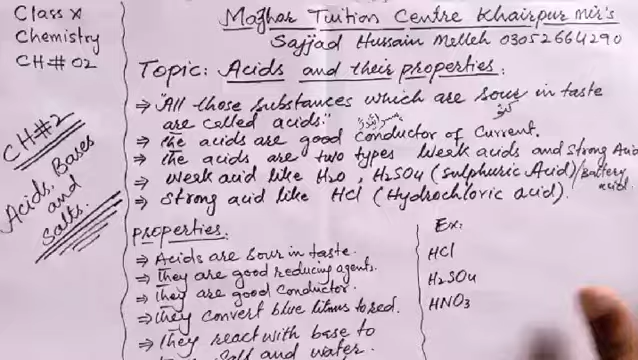 Class XI
Chemistry
CH# 02
Mazhar Tuition Centre Khairpur Mir's
Sajjad Hussain Melleh 03052664290
Topic: Acids and their properties.
CH#2
Acids, Bases
and
Salts.
⇒ "All those substances which are sour in taste
are called acids."
⇒ The acids are good conductor of current.
⇒ The acids are two types Weak acids and Strong Acid
⇒ Weak acid like H2O, H2SO4 (Sulphuric Acid)/Battery acid.
⇒ Strong acid like HCl (Hydrochloric acid).
Properties.
⇒ Acids are sour in taste.
⇒ They are good reducing agents.
⇒ They are good conductor.
⇒ They convert blue litmus to red.
⇒ They react with base to
Salt and water.
Ex:
HCl
H2SO4
HNO3